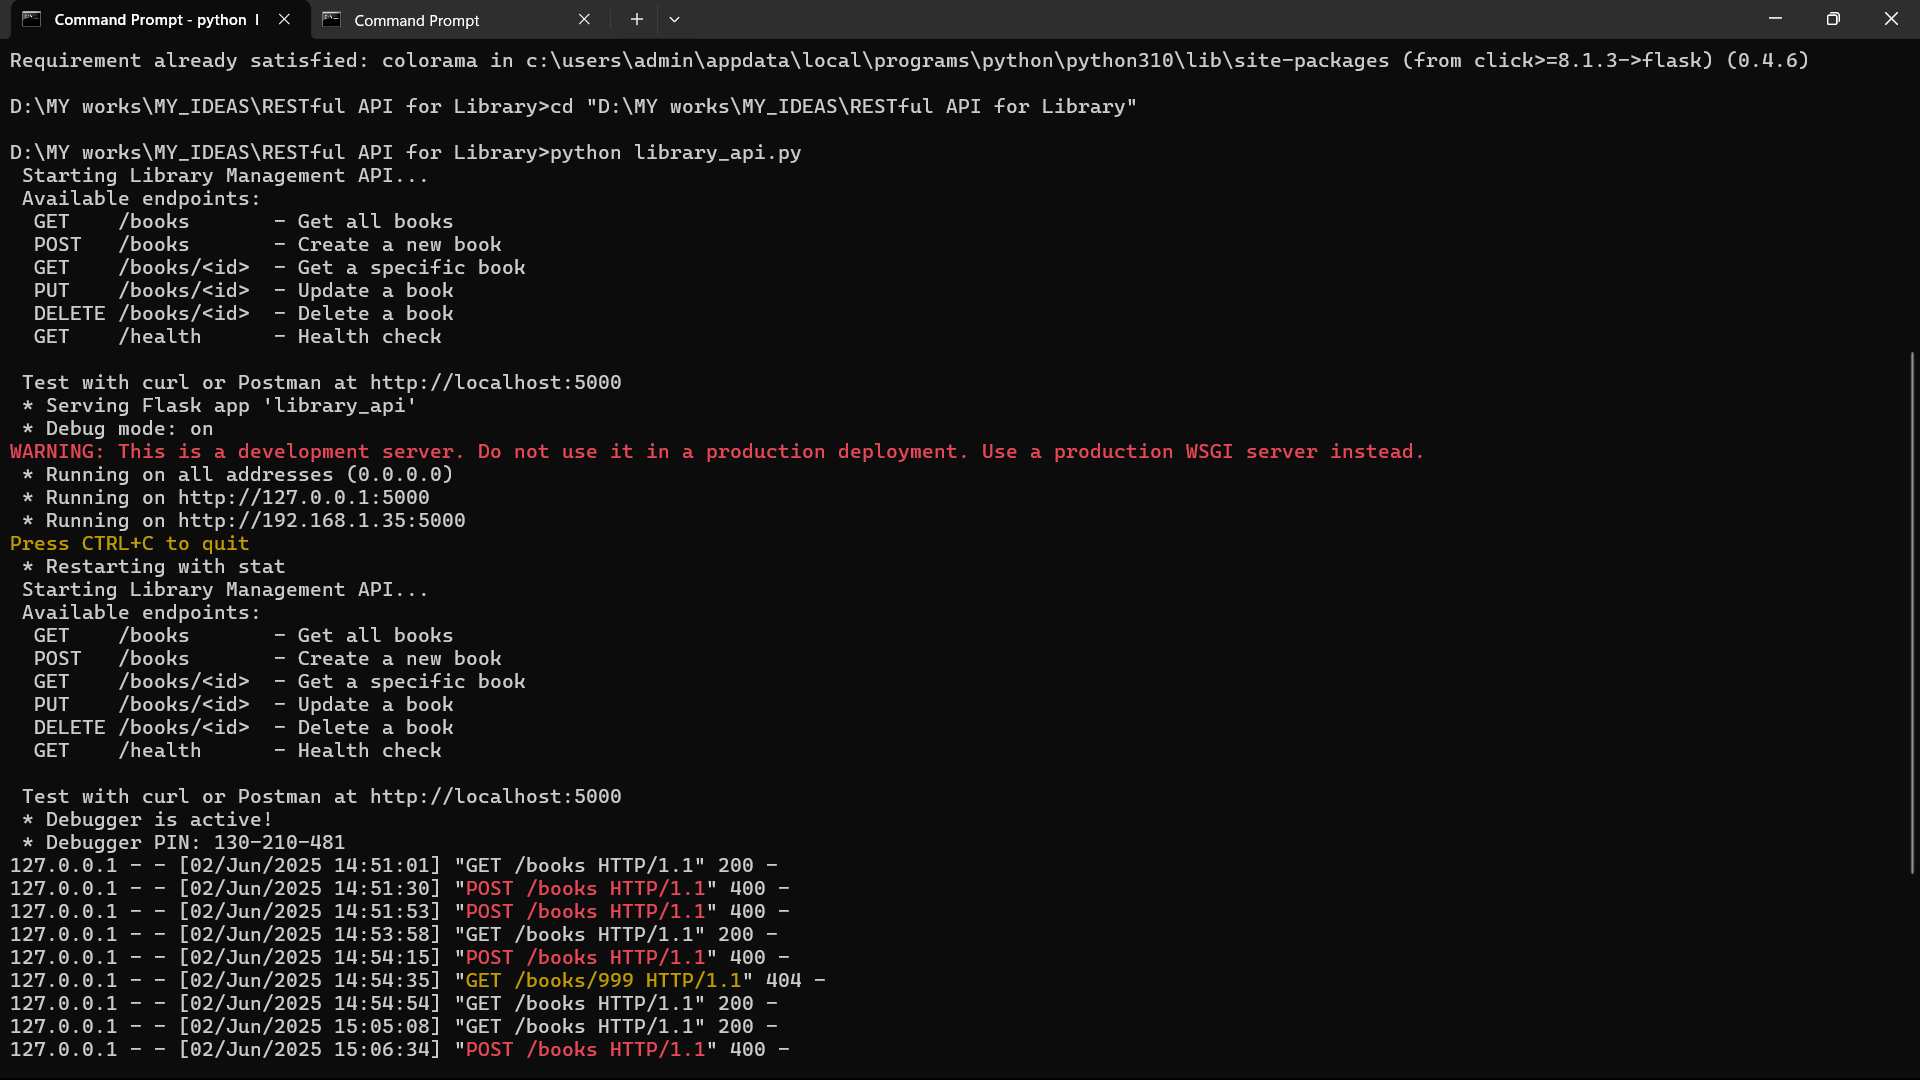 Command Prompt - python l
Command Prompt
Requirement already satisfied: colorama in c:\users\admin\appdata\local\programs\python\python310\lib\site-packages (from click>=8.1.3->flask) (0.4.6)
D:\MY works\MY_IDEAS\RESTful API for Library>cd "D:\MY works\MY_IDEAS\RESTful API for Library"
D:\MY works\MY_IDEAS\RESTful API for Library>python library_api.py
Starting Library Management API...
Available endpoints:
GET    /books       - Get all books
POST   /books       - Create a new book
GET    /books/<id>  - Get a specific book
PUT    /books/<id>  - Update a book
DELETE /books/<id>  - Delete a book
GET    /health      - Health check
Test with curl or Postman at http://localhost:5000
* Serving Flask app 'library_api'
* Debug mode: on
WARNING: This is a development server. Do not use it in a production deployment. Use a production WSGI server instead.
* Running on all addresses (0.0.0.0)
* Running on http://127.0.0.1:5000
* Running on http://192.168.1.35:5000
Press CTRL+C to quit
* Restarting with stat
Starting Library Management API...
Available endpoints:
GET    /books       - Get all books
POST   /books       - Create a new book
GET    /books/<id>  - Get a specific book
PUT    /books/<id>  - Update a book
DELETE /books/<id>  - Delete a book
GET    /health      - Health check
Test with curl or Postman at http://localhost:5000
* Debugger is active!
* Debugger PIN: 130-210-481
127.0.0.1 - - [02/Jun/2025 14:51:01] "GET /books HTTP/1.1" 200 -
127.0.0.1 - - [02/Jun/2025 14:51:30] "POST /books HTTP/1.1" 400 -
127.0.0.1 - - [02/Jun/2025 14:51:53] "POST /books HTTP/1.1" 400 -
127.0.0.1 - - [02/Jun/2025 14:53:58] "GET /books HTTP/1.1" 200 -
127.0.0.1 - - [02/Jun/2025 14:54:15] "POST /books HTTP/1.1" 400 -
127.0.0.1 - - [02/Jun/2025 14:54:35] "GET /books/999 HTTP/1.1" 404 -
127.0.0.1 - - [02/Jun/2025 14:54:54] "GET /books HTTP/1.1" 200 -
127.0.0.1 - - [02/Jun/2025 15:05:08] "GET /books HTTP/1.1" 200 -
127.0.0.1 - - [02/Jun/2025 15:06:34] "POST /books HTTP/1.1" 400 -